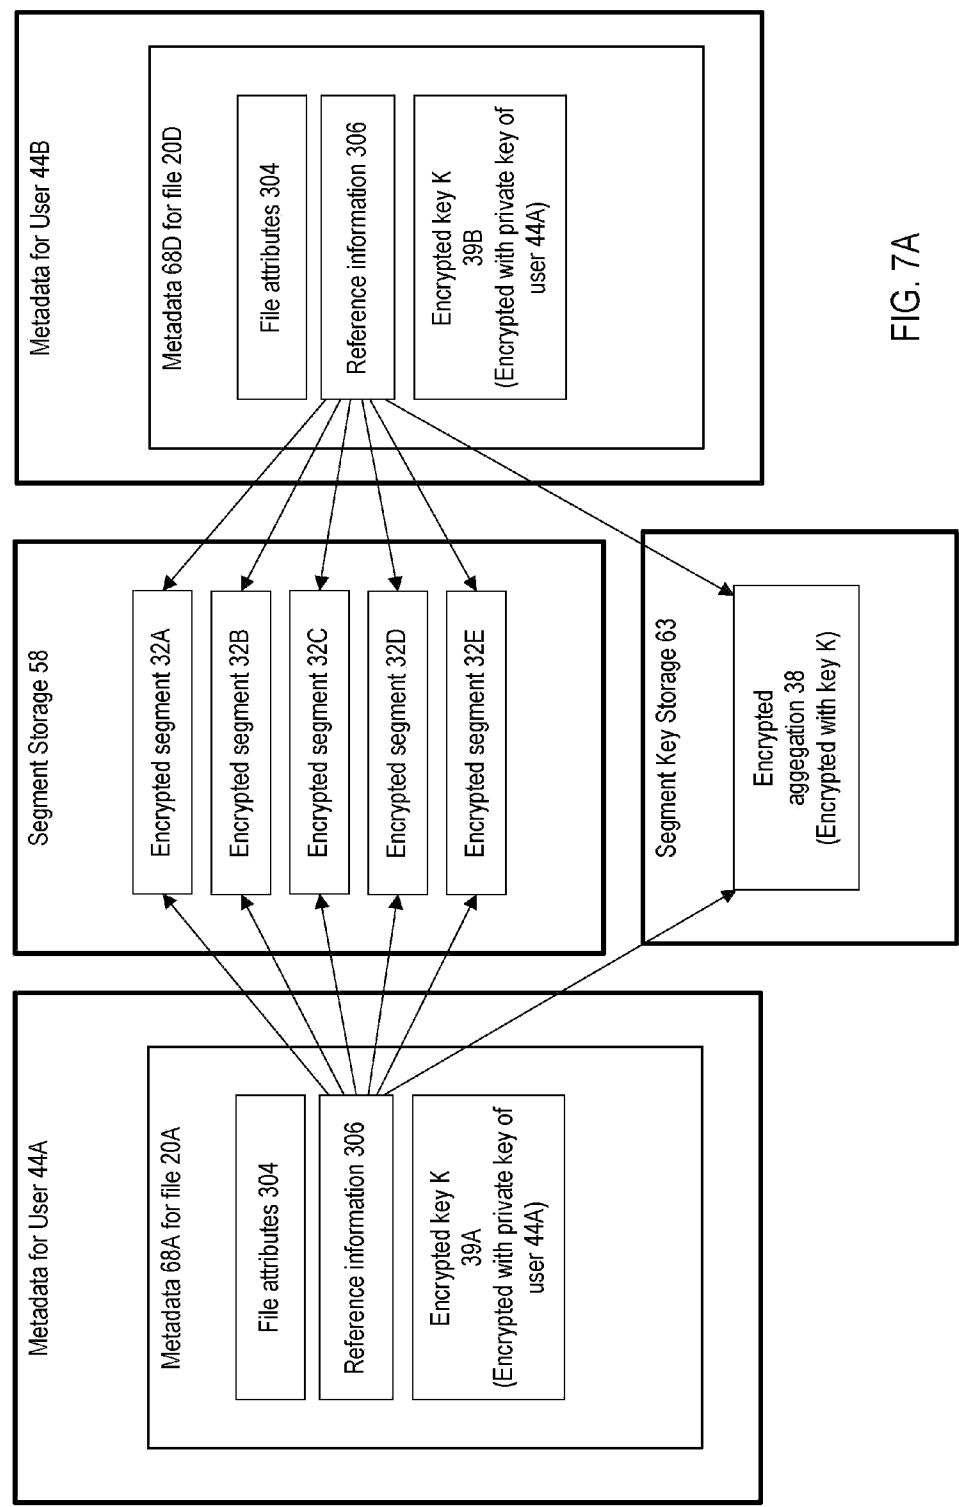 Metadata for User 44A
Metadata 68A for file 20A
File attributes 304
Reference information 306
Encrypted key K
39A
(Encrypted with private key of
user 44A)
Segment Storage 58
Encrypted segment 32A
Encrypted segment 32B
Encrypted segment 32C
Encrypted segment 32D
Encrypted segment 32E
Segment Key Storage 63
Encrypted
aggegation 38
(Encrypted with key K)
Metadata for User 44B
Metadata 68D for file 20D
File attributes 304
Reference information 306
Encrypted key K
39B
(Encrypted with private key of
user 44A)
FIG. 7A